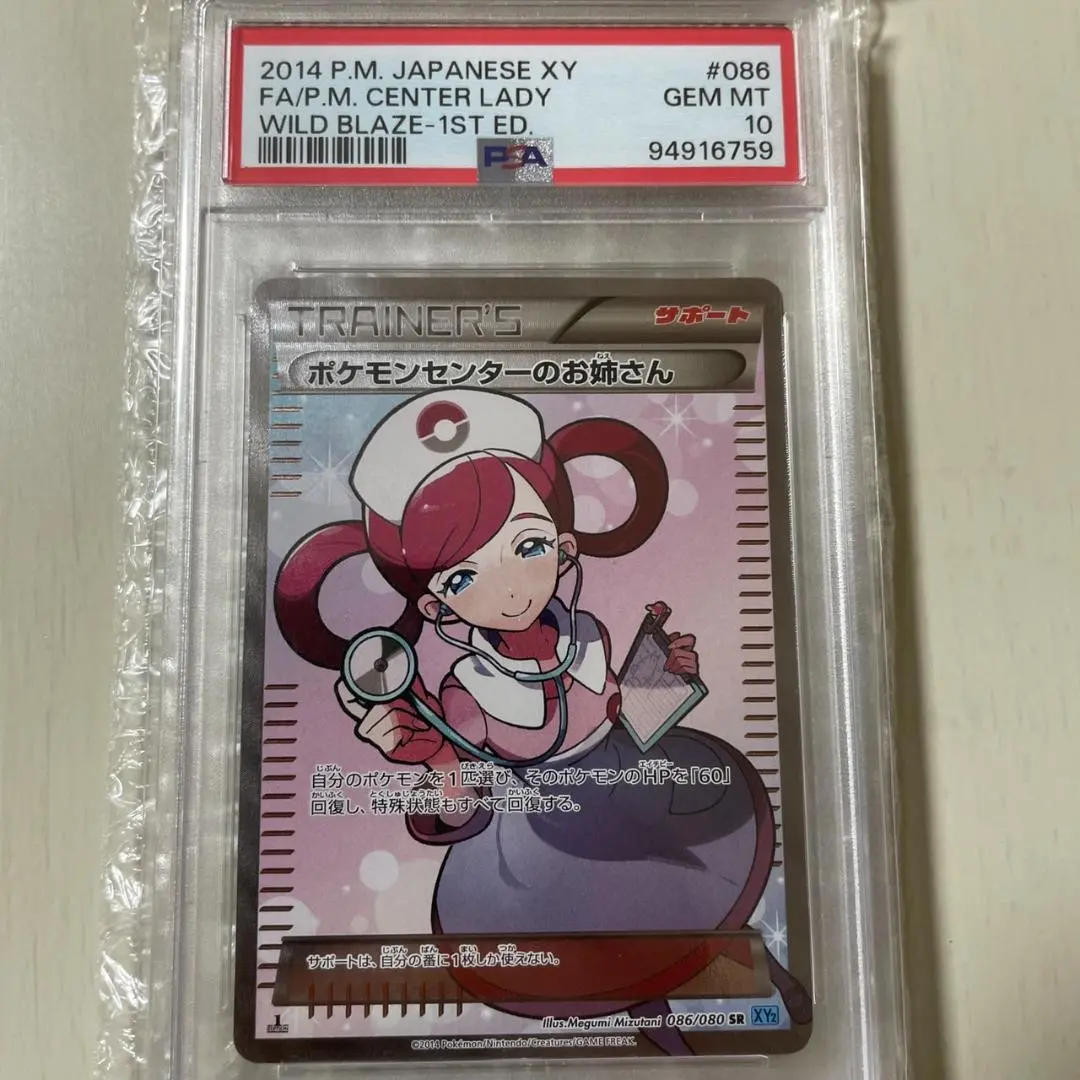 2014 P.M. JAPANESE XY #086
FA/P.M. CENTER LADY GEM MT
WILD BLAZE-1ST ED. 10
PSA 94916759
TRAINER'S サポート
ポケモンセンターのお姉さん
自分のポケモンを1匹選び、そのポケモンのHPを「60」
回復し、特殊状態もすべて回復する。
サポートは、自分の番に1枚しか使えない。
1 EDITION
Illus.Megumi Mizutani 086/080 SR XY2
©2014 Pokémon/Nintendo/Creatures/GAME FREAK.